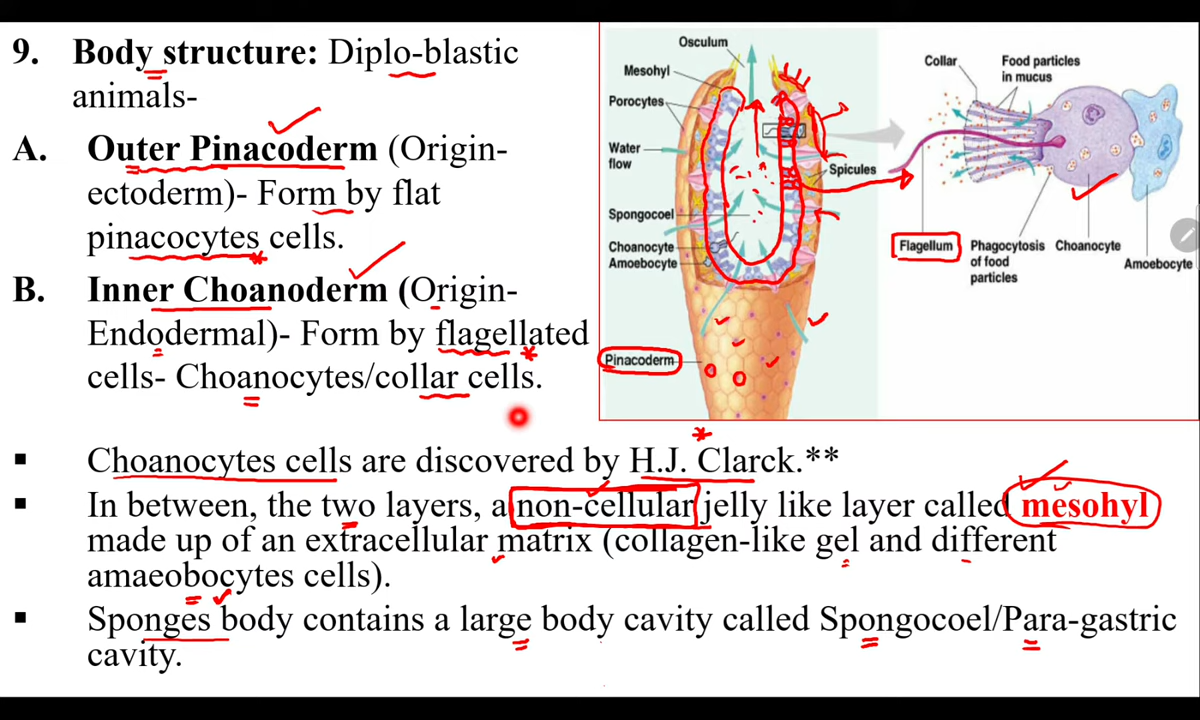 9. Body structure: Diplo-blastic
animals-
A. Outer Pinacoderm (Origin-
ectoderm)- Form by flat
pinacocytes cells.
B. Inner Choanoderm (Origin-
Endodermal)- Form by flagellated
cells- Choanocytes/collar cells.
▪ Choanocytes cells are discovered by H.J. Clarck.**
▪ In between, the two layers, a non-cellular jelly like layer called mesohyl
made up of an extracellular matrix (collagen-like gel and different
amaeobocytes cells).
▪ Sponges body contains a large body cavity called Spongocoel/Para-gastric
cavity.
Osculum
Mesohyl
Porocytes
Water
flow
Spongocoel
Choanocyte
Amoebocyte
Pinacoderm
Spicules
Collar
Food particles
in mucus
Flagellum
Phagocytosis
of food
particles
Choanocyte
Amoebocyte